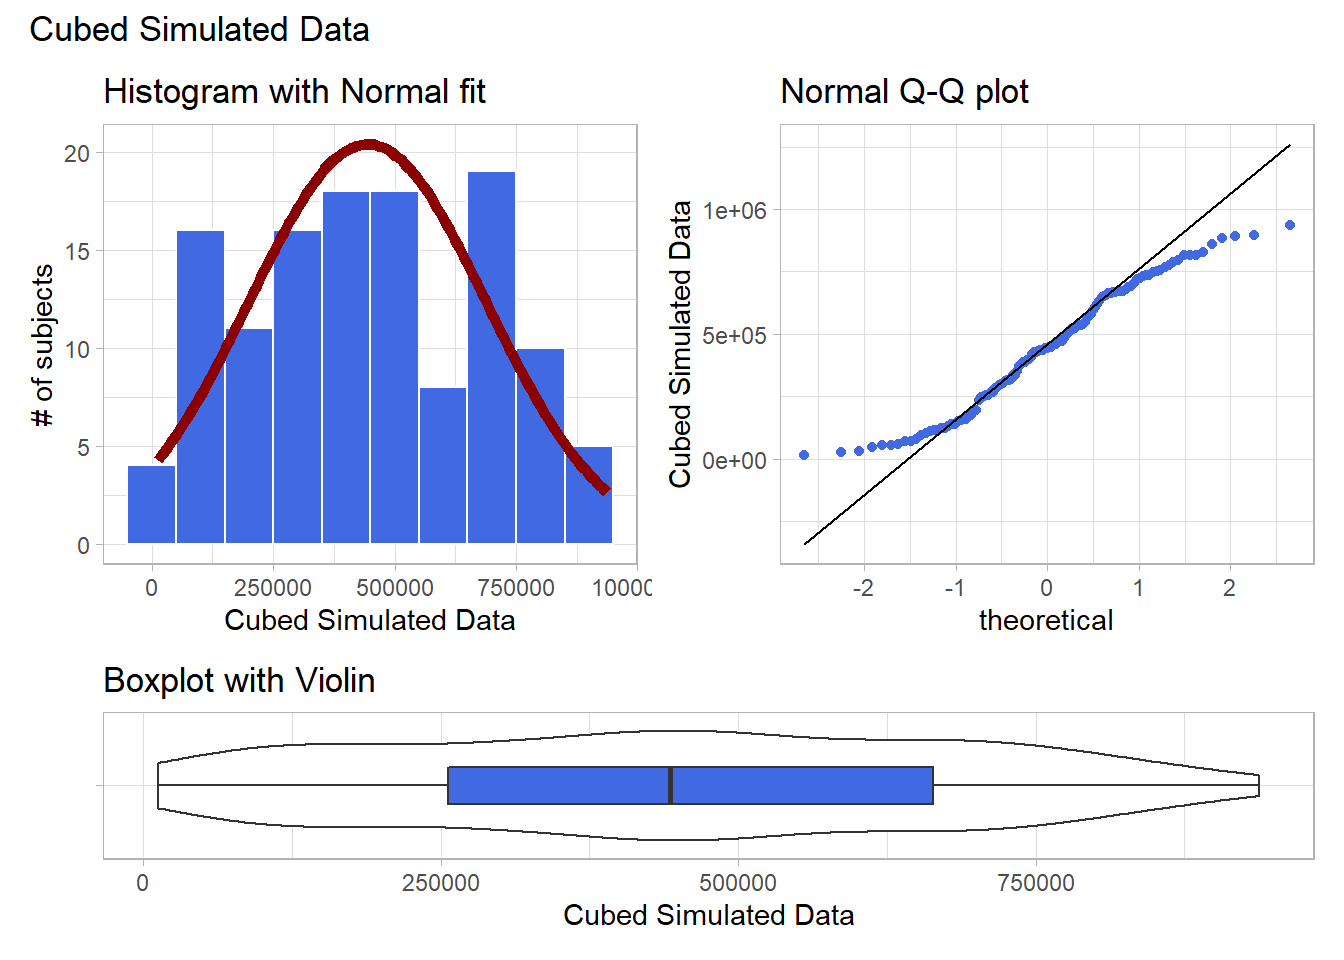 Cubed Simulated Data
Histogram with Normal fit
# of subjects
20
15
10
5
0
0 250000 500000 750000 10000
Cubed Simulated Data
Normal Q-Q plot
Cubed Simulated Data
1e+06
5e+05
0e+00
-2 -1 0 1 2
theoretical
Boxplot with Violin
0 250000 500000 750000
Cubed Simulated Data